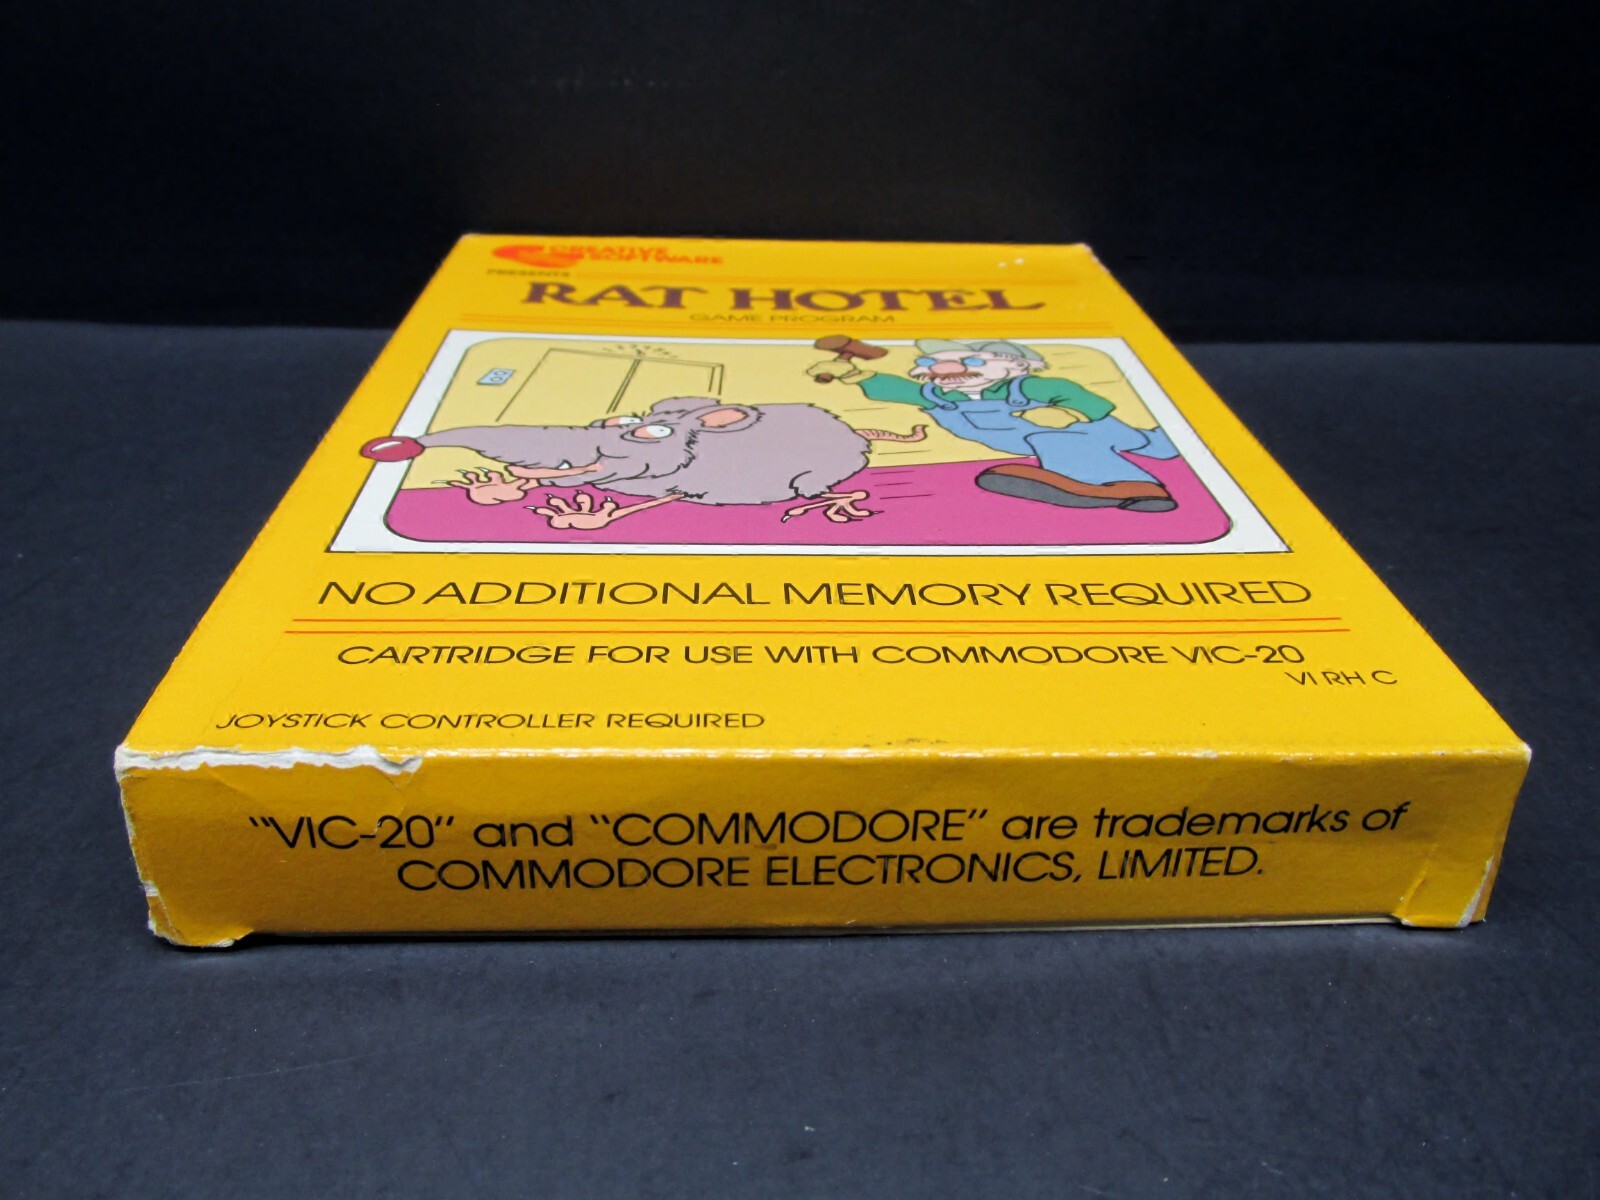 CREATIVE
SOFTWARE
PRESENTS
RAT HOTEL
GAME PROGRAM
NO ADDITIONAL MEMORY REQUIRED
CARTRIDGE FOR USE WITH COMMODORE VIC-20
VI RH C
JOYSTICK CONTROLLER REQUIRED
"VIC-20" and "COMMODORE" are trademarks of
COMMODORE ELECTRONICS, LIMITED.